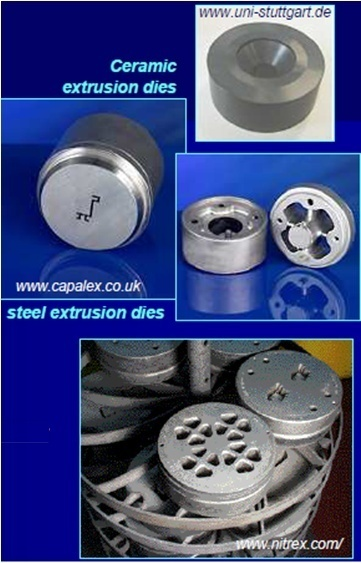 www.uni-stuttgart.de
Ceramic
extrusion dies
www.capalex.co.uk
steel extrusion dies
www.nitrex.com/